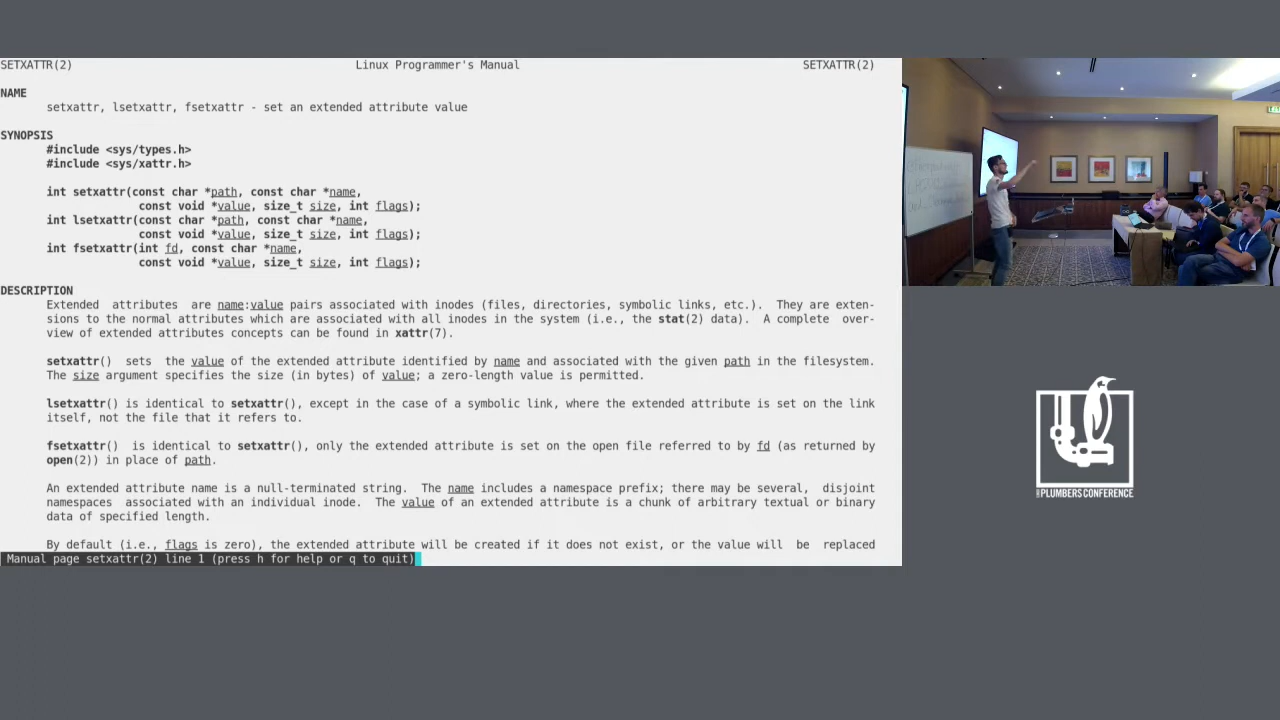 SETXATTR(2) Linux Programmer's Manual SETXATTR(2)
NAME
setxattr, lsetxattr, fsetxattr - set an extended attribute value
SYNOPSIS
#include <sys/types.h>
#include <sys/xattr.h>
int setxattr(const char *path, const char *name,
const void *value, size_t size, int flags);
int lsetxattr(const char *path, const char *name,
const void *value, size_t size, int flags);
int fsetxattr(int fd, const char *name,
const void *value, size_t size, int flags);
DESCRIPTION
Extended attributes are name:value pairs associated with inodes (files, directories, symbolic links, etc.). They are exten-
sions to the normal attributes which are associated with all inodes in the system (i.e., the stat(2) data). A complete over-
view of extended attributes concepts can be found in xattr(7).
setxattr() sets the value of the extended attribute identified by name and associated with the given path in the filesystem.
The size argument specifies the size (in bytes) of value; a zero-length value is permitted.
lsetxattr() is identical to setxattr(), except in the case of a symbolic link, where the extended attribute is set on the link
itself, not the file that it refers to.
fsetxattr() is identical to setxattr(), only the extended attribute is set on the open file referred to by fd (as returned by
open(2)) in place of path.
An extended attribute name is a null-terminated string. The name includes a namespace prefix; there may be several, disjoint
namespaces associated with an individual inode. The value of an extended attribute is a chunk of arbitrary textual or binary
data of specified length.
By default (i.e., flags is zero), the extended attribute will be created if it does not exist, or the value will be replaced
Manual page setxattr(2) line 1 (press h for help or q to quit)
PLUMBERS CONFERENCE